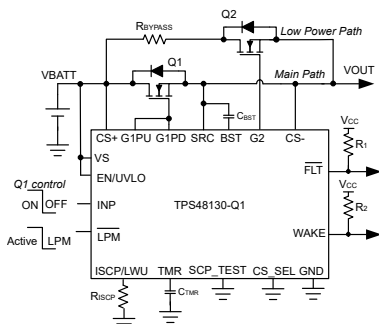 Q2
RBYPASS
Low Power Path
VBATT
Q1
Main Path
VOUT
CS+ G1PU G1PD SRC BST G2 CS-
CBST
VS
EN/UVLO
INP
LPM
TPS48130-Q1
FLT
WAKE
VCC
R1
VCC
R2
Q1 control
ON OFF
Active LPM
ISCP/LWU TMR SCP_TEST CS_SEL GND
RISCP
CTMR